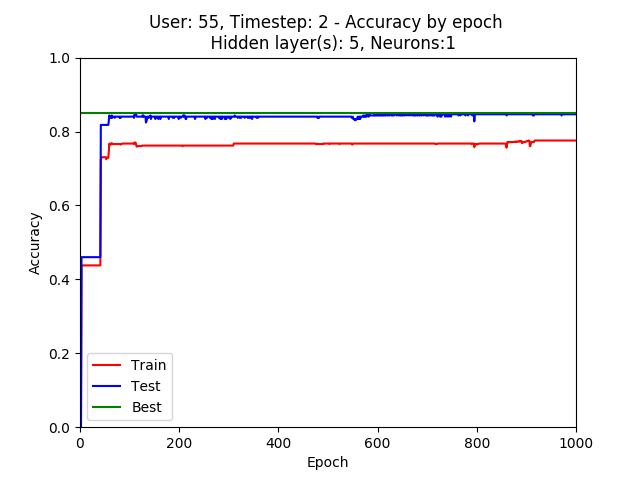 User: 55, Timestep: 2 - Accuracy by epoch
Hidden layer(s): 5, Neurons:1
1.0
0.8
0.6
0.4
0.2
0.0
Accuracy
Train
Test
Best
0 200 400 600 800 1000
Epoch